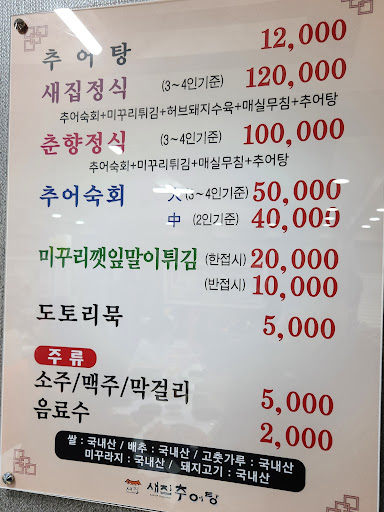 추어탕 12,000
새집정식 (3~4인기준) 120,000
추어숙회+미꾸리튀김+허브돼지수육+매실무침+추어탕
춘향정식 (3~4인기준) 100,000
추어숙회+미꾸리튀김+매실무침+추어탕
추어숙회 大 (3~4인기준) 50,000
中 (2인기준) 40,000
미꾸리깻잎말이튀김 (한접시) 20,000
(반접시) 10,000
도토리묵 5,000
주류
소주/맥주/막걸리 5,000
음료수 2,000
쌀 : 국내산 / 배추 : 국내산 / 고춧가루 : 국내산
미꾸라지 : 국내산 / 돼지고기 : 국내산
새집 새집추어탕